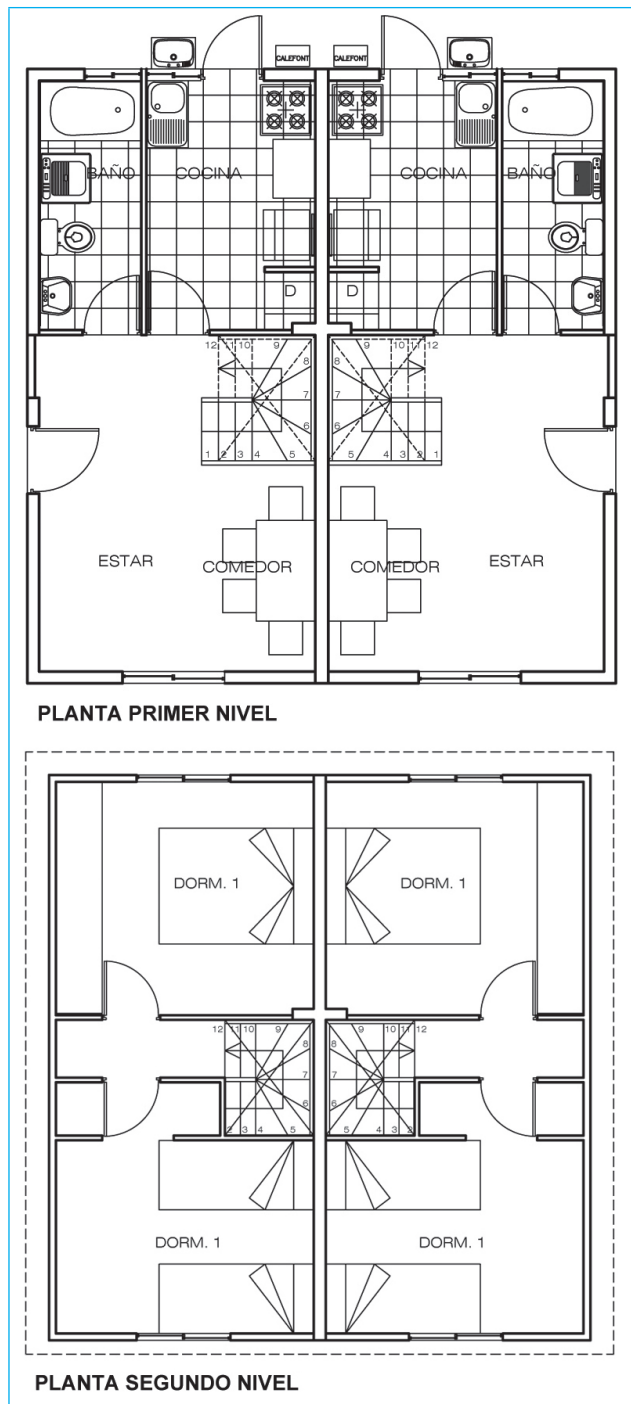 CALEFONT CALEFONT
BAÑO COCINA COCINA BAÑO
D D
12 11 10 9 9 10 11 12
8 8
7 7
6 6
1 2 3 4 5 5 4 3 2 1
ESTAR COMEDOR COMEDOR ESTAR
PLANTA PRIMER NIVEL
DORM. 1 DORM. 1
12 11 10 9 9 10 11 12
8 8
7 7
6 6
2 3 4 5 5 4 3 2
DORM. 1 DORM. 1
PLANTA SEGUNDO NIVEL